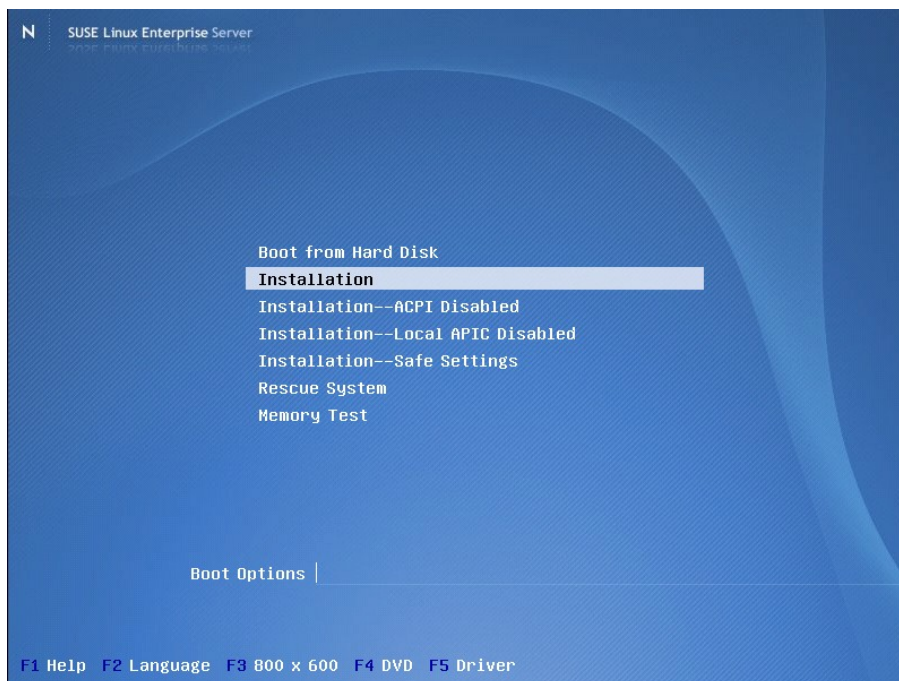 N SUSE Linux Enterprise Server
Boot from Hard Disk
Installation
Installation--ACPI Disabled
Installation--Local APIC Disabled
Installation--Safe Settings
Rescue System
Memory Test
Boot Options
F1 Help F2 Language F3 800 x 600 F4 DVD F5 Driver